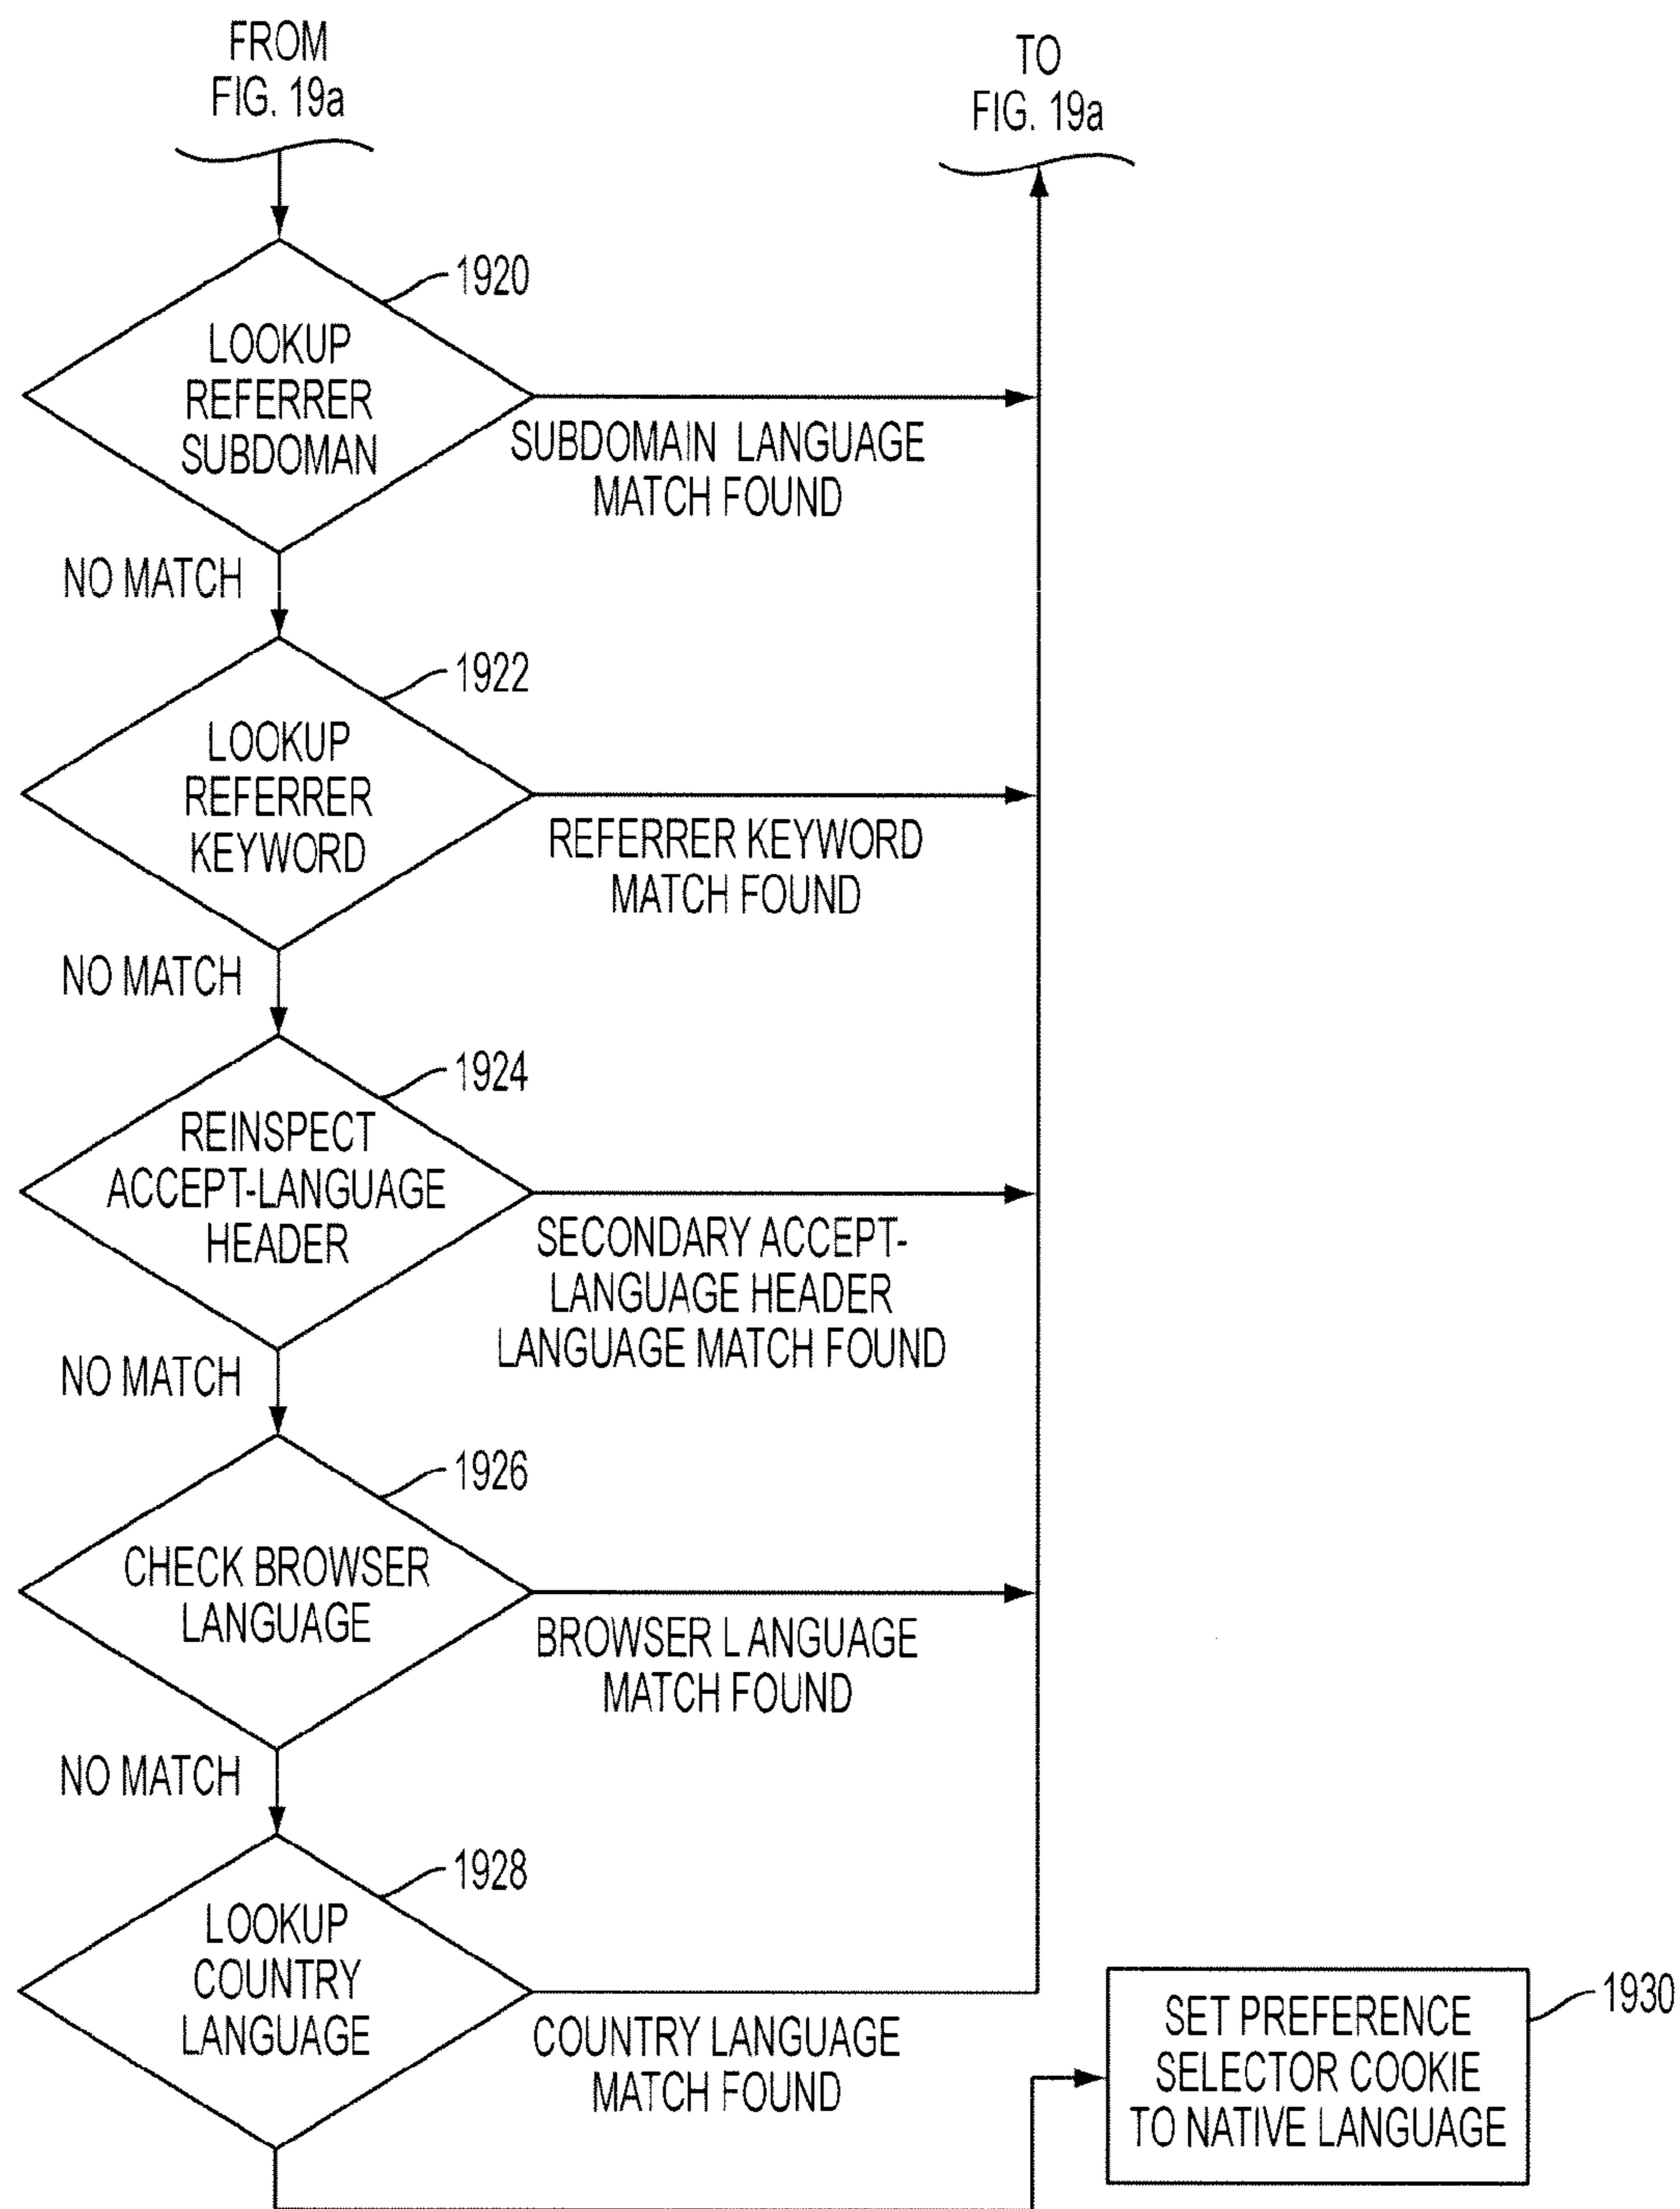 FROM
FIG. 19a
TO
FIG. 19a
1920
LOOKUP
REFERRER
SUBDOMAN
SUBDOMAIN LANGUAGE
MATCH FOUND
NO MATCH
1922
LOOKUP
REFERRER
KEYWORD
REFERRER KEYWORD
MATCH FOUND
NO MATCH
1924
REINSPECT
ACCEPT-LANGUAGE
HEADER
SECONDARY ACCEPT-
LANGUAGE HEADER
LANGUAGE MATCH FOUND
NO MATCH
1926
CHECK BROWSER
LANGUAGE
BROWSER LANGUAGE
MATCH FOUND
NO MATCH
1928
LOOKUP
COUNTRY
LANGUAGE
COUNTRY LANGUAGE
MATCH FOUND
1930
SET PREFERENCE
SELECTOR COOKIE
TO NATIVE LANGUAGE